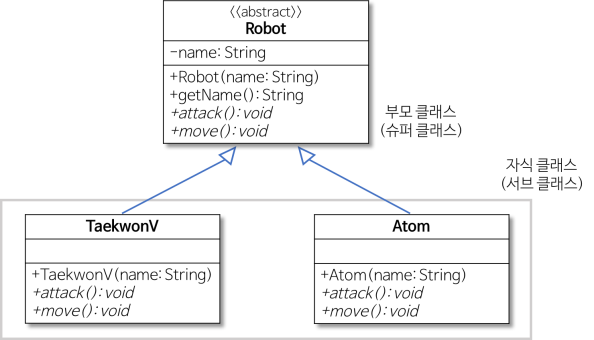 《abstract》
Robot
-name: String
+Robot(name: String)
+getName(): String
+attack(): void
+move(): void
부모 클래스
(슈퍼 클래스)
자식 클래스
(서브 클래스)
TaekwonV
+TaekwonV(name: String)
+attack(): void
+move(): void
Atom
+Atom(name: String)
+attack(): void
+move(): void